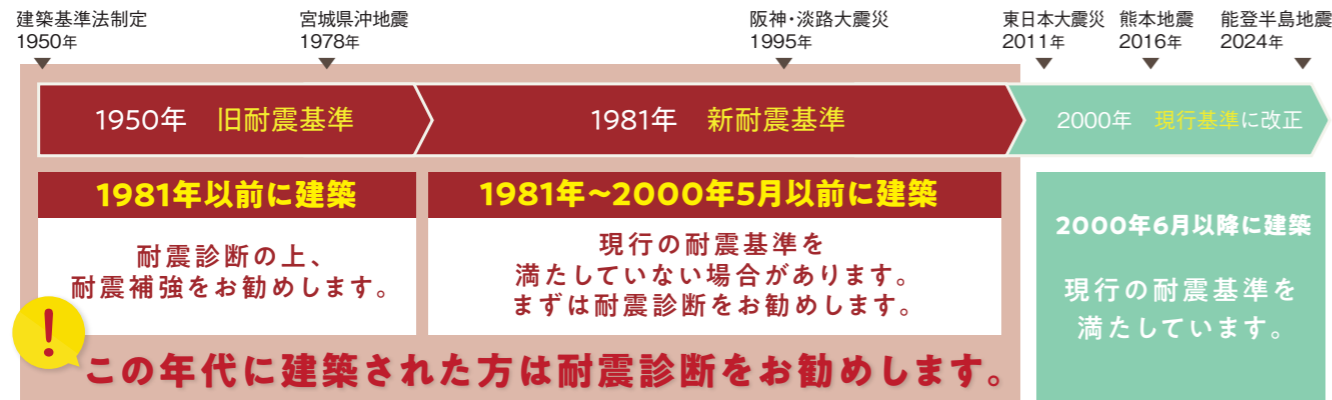 建築基準法制定
1950年
宮城県沖地震
1978年
阪神・淡路大震災
1995年
東日本大震災
2011年
熊本地震
2016年
能登半島地震
2024年
1950年 旧耐震基準
1981年 新耐震基準
2000年 現行基準に改正
1981年以前に建築
耐震診断の上、
耐震補強をお勧めします。
1981年~2000年5月以前に建築
現行の耐震基準を
満たしていない場合があります。
まずは耐震診断をお勧めします。
2000年6月以降に建築
現行の耐震基準を
満たしています。
!
この年代に建築された方は耐震診断をお勧めします。